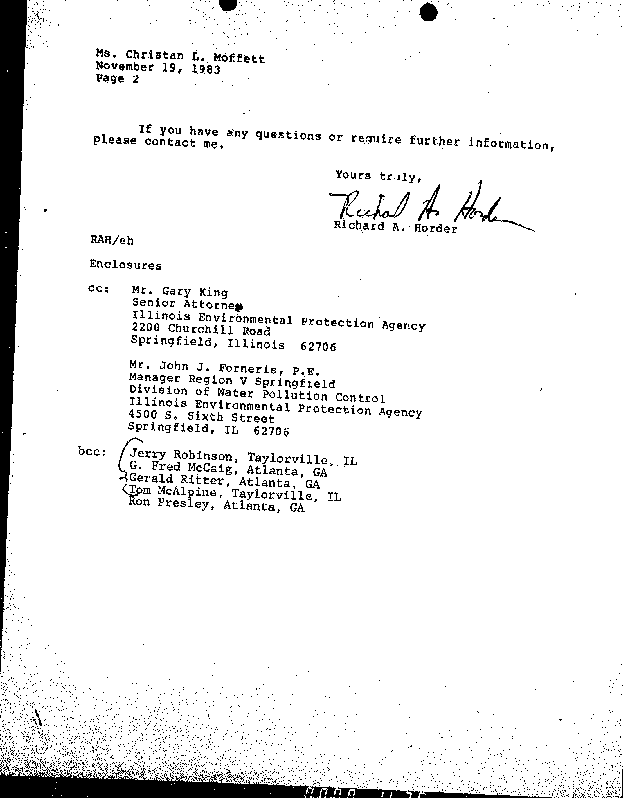 Ms. Christan L. Moffett
November 19, 1983
Page 2
If you have any questions or require further information,
please contact me.
Yours truly,
Richard A. Horder
Richard A. Horder
RAH/eh
Enclosures
cc: Mr. Gary King
Senior Attorney
Illinois Environmental Protection Agency
2200 Churchill Road
Springfield, Illinois 62706
Mr. John J. Forneris, P.E.
Manager Region V Springfield
Division of Water Pollution Control
Illinois Environmental Protection Agency
4500 S. Sixth Street
Springfield, IL 62706
bcc: Jerry Robinson, Taylorville, IL
G. Fred McCaig, Atlanta, GA
Gerald Ritter, Atlanta, GA
Tom McAlpine, Taylorville, IL
Ron Presley, Atlanta, GA